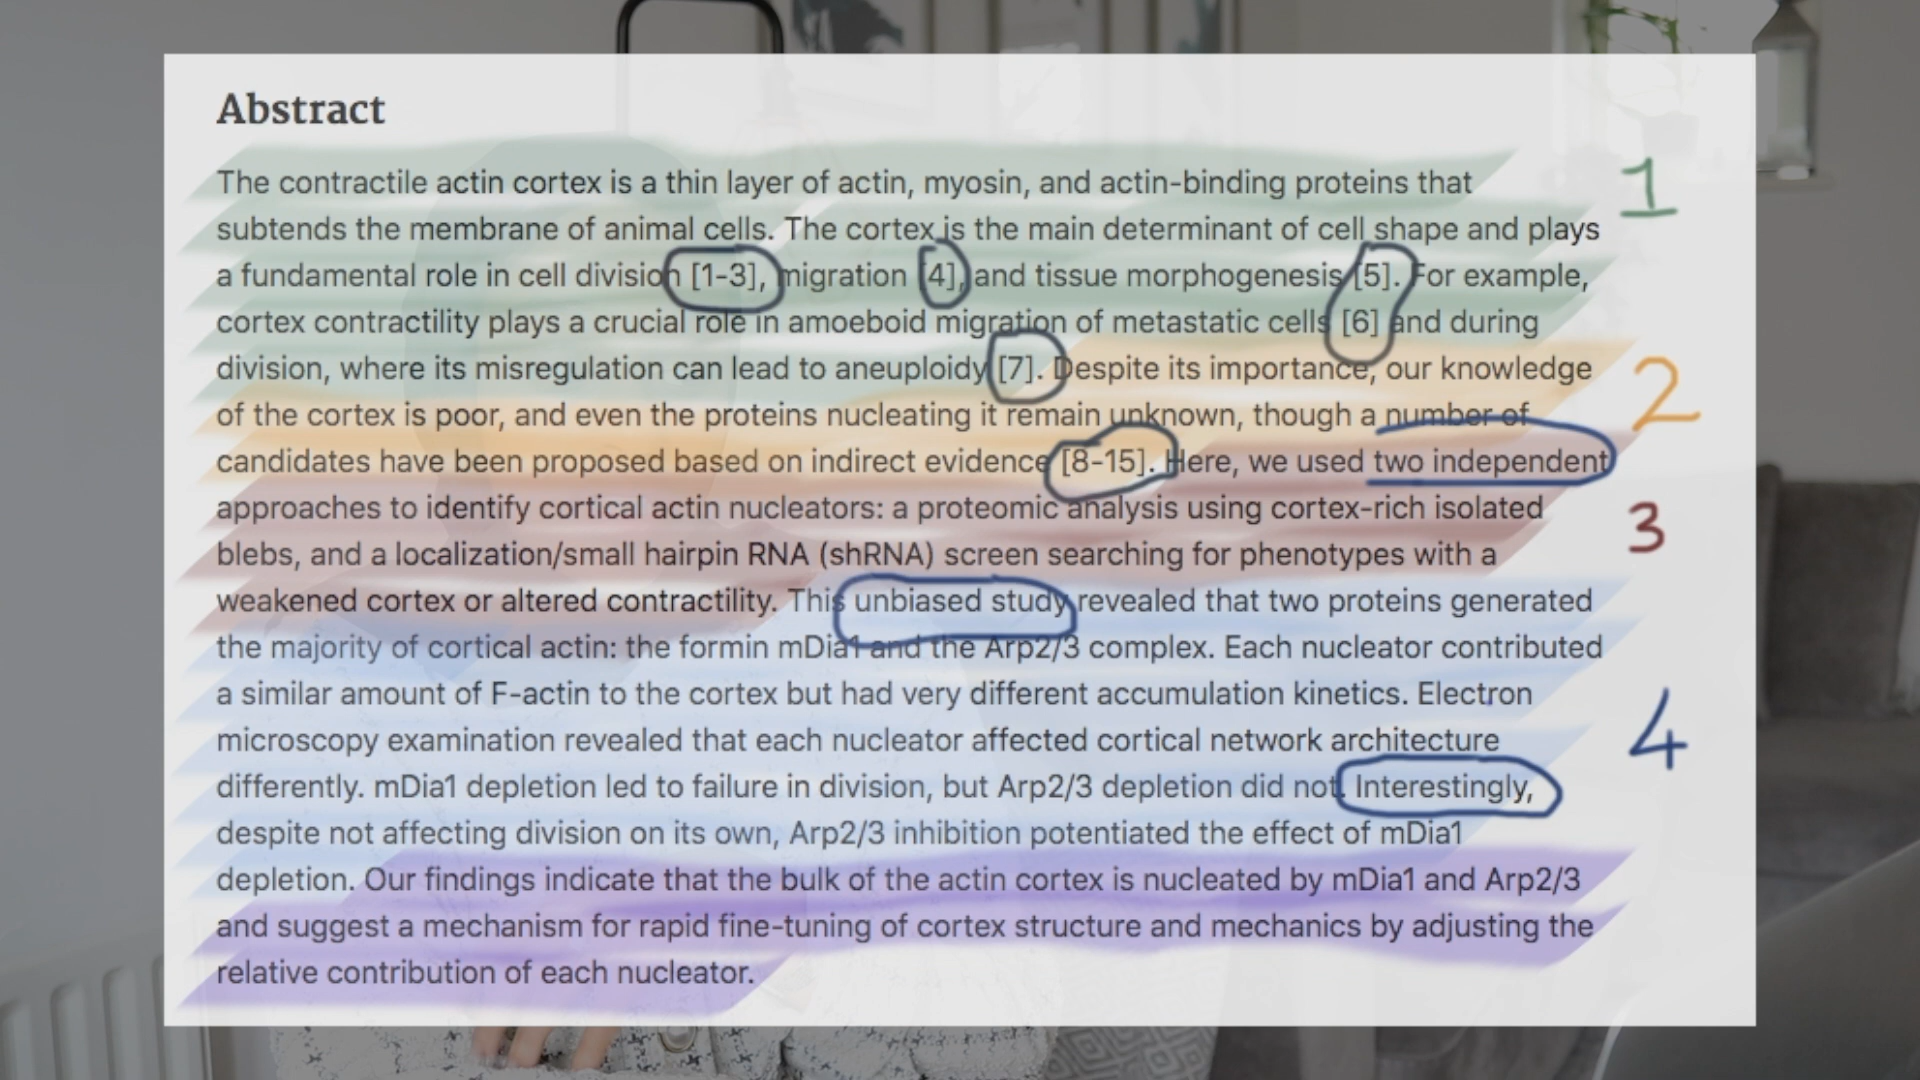 Abstract
The contractile actin cortex is a thin layer of actin, myosin, and actin-binding proteins that 1
subtends the membrane of animal cells. The cortex is the main determinant of cell shape and plays
a fundamental role in cell division [1-3], migration [4], and tissue morphogenesis [5]. For example,
cortex contractility plays a crucial role in amoeboid migration of metastatic cells [6] and during
division, where its misregulation can lead to aneuploidy [7]. Despite its importance, our knowledge 2
of the cortex is poor, and even the proteins nucleating it remain unknown, though a number of
candidates have been proposed based on indirect evidence [8-15]. Here, we used two independent
approaches to identify cortical actin nucleators: a proteomic analysis using cortex-rich isolated 3
blebs, and a localization/small hairpin RNA (shRNA) screen searching for phenotypes with a
weakened cortex or altered contractility. This unbiased study revealed that two proteins generated
the majority of cortical actin: the formin mDia1 and the Arp2/3 complex. Each nucleator contributed
a similar amount of F-actin to the cortex but had very different accumulation kinetics. Electron
microscopy examination revealed that each nucleator affected cortical network architecture 4
differently. mDia1 depletion led to failure in division, but Arp2/3 depletion did not. Interestingly,
despite not affecting division on its own, Arp2/3 inhibition potentiated the effect of mDia1
depletion. Our findings indicate that the bulk of the actin cortex is nucleated by mDia1 and Arp2/3
and suggest a mechanism for rapid fine-tuning of cortex structure and mechanics by adjusting the
relative contribution of each nucleator.